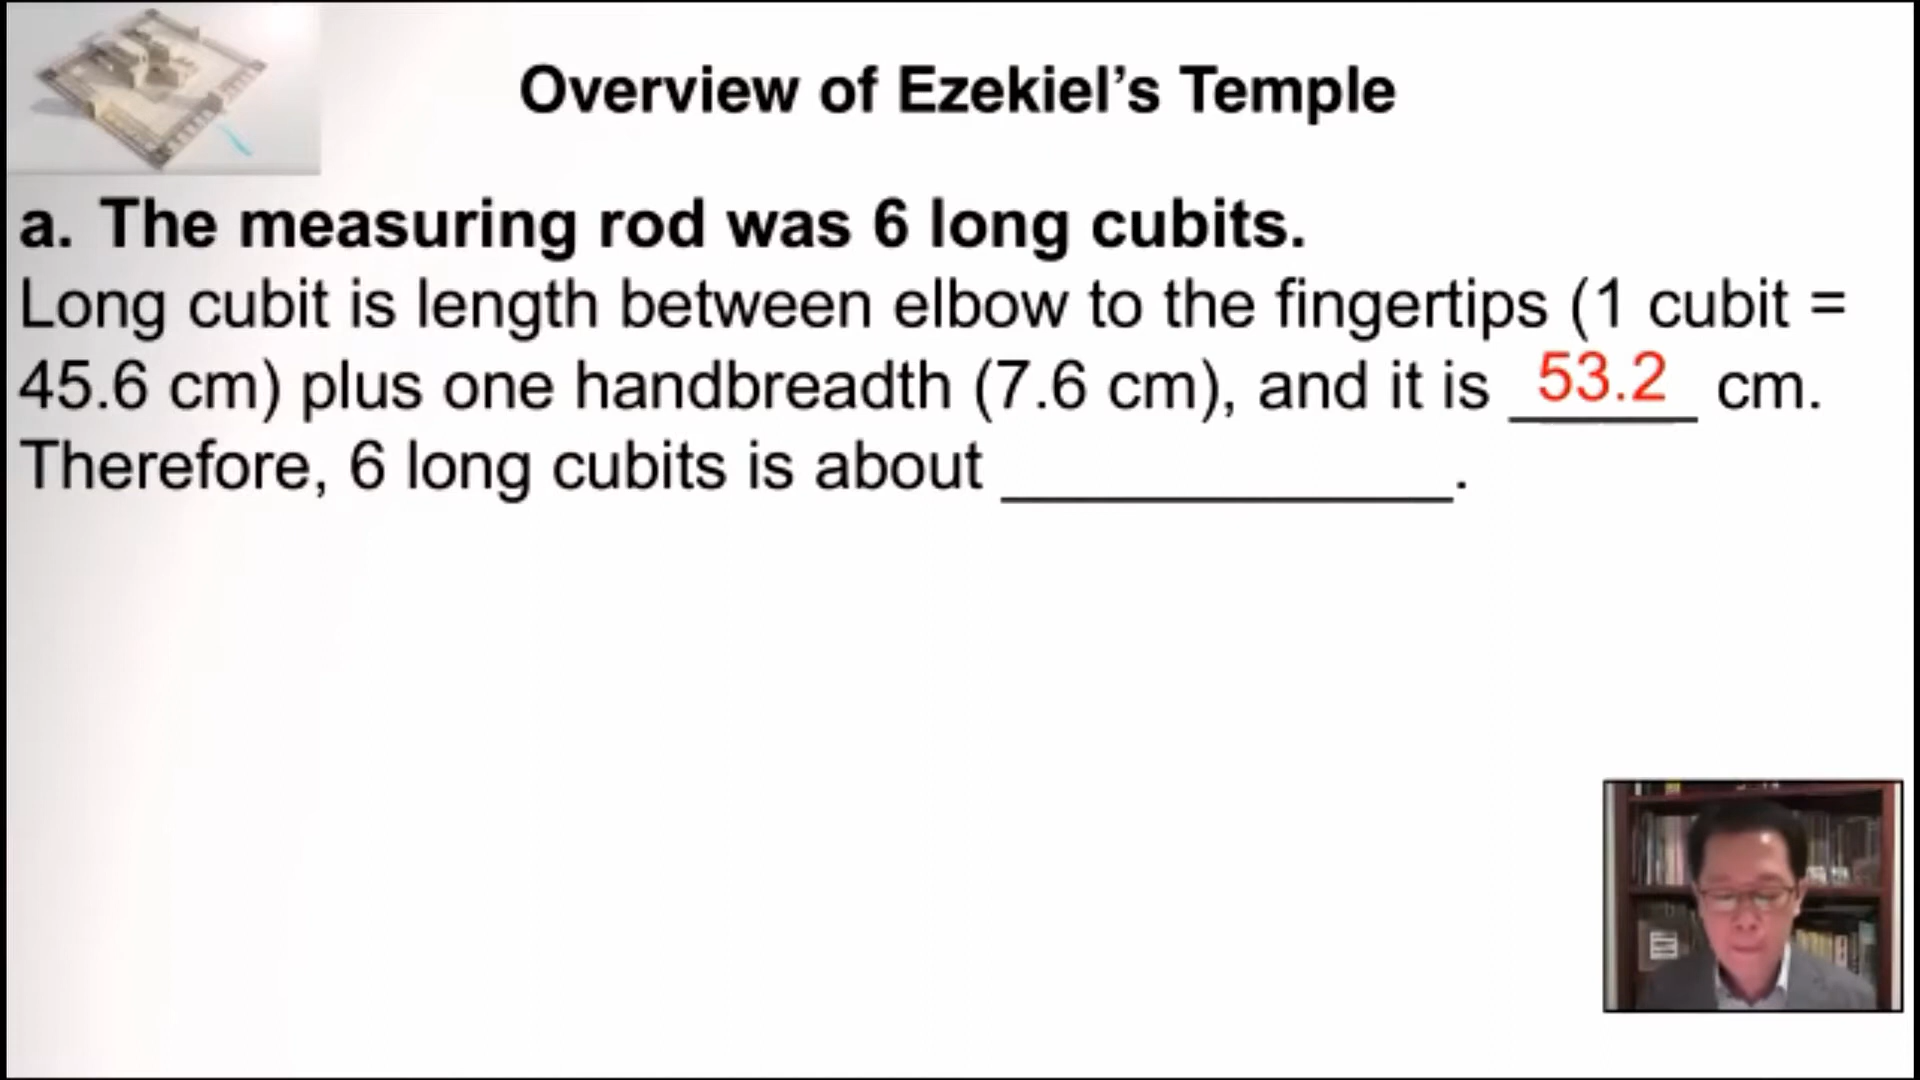 Overview of Ezekiel’s Temple
a. The measuring rod was 6 long cubits.
Long cubit is length between elbow to the fingertips (1 cubit =
45.6 cm) plus one handbreadth (7.6 cm), and it is 53.2 cm.
Therefore, 6 long cubits is about ____________.